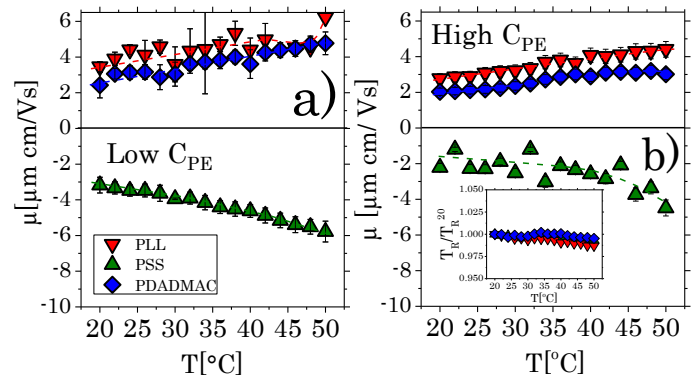 6
4
2
0
-2
-4
-6
-8
-10
μ[μm cm/Vs]
a)
Low C_PE
PLL
PSS
PDADMAC
20 25 30 35 40 45 50
T[°C]
6
4
2
0
-2
-4
-6
-8
-10
μ [μm cm/ Vs]
High C_PE
b)
1.050
1.025
1.000
0.975
0.950
T_R/T_R^20
20 25 30 35 40 45 50
T[°C]
20 25 30 35 40 45 50
T[°C]